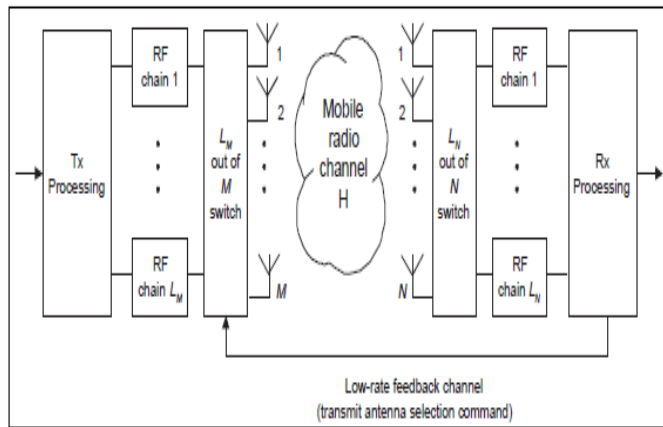 Tx
Processing
RF
chain 1
RF
chain L_M
L_M
out of
M
switch
1
2
M
Mobile
radio
channel
H
1
2
N
L_N
out of
N
switch
RF
chain 1
RF
chain L_N
Rx
Processing
Low-rate feedback channel
(transmit antenna selection command)